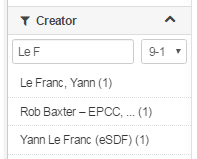 Creator
Le F 9-1
Le Franc, Yann (1)
Rob Baxter – EPCC, ... (1)
Yann Le Franc (eSDF) (1)